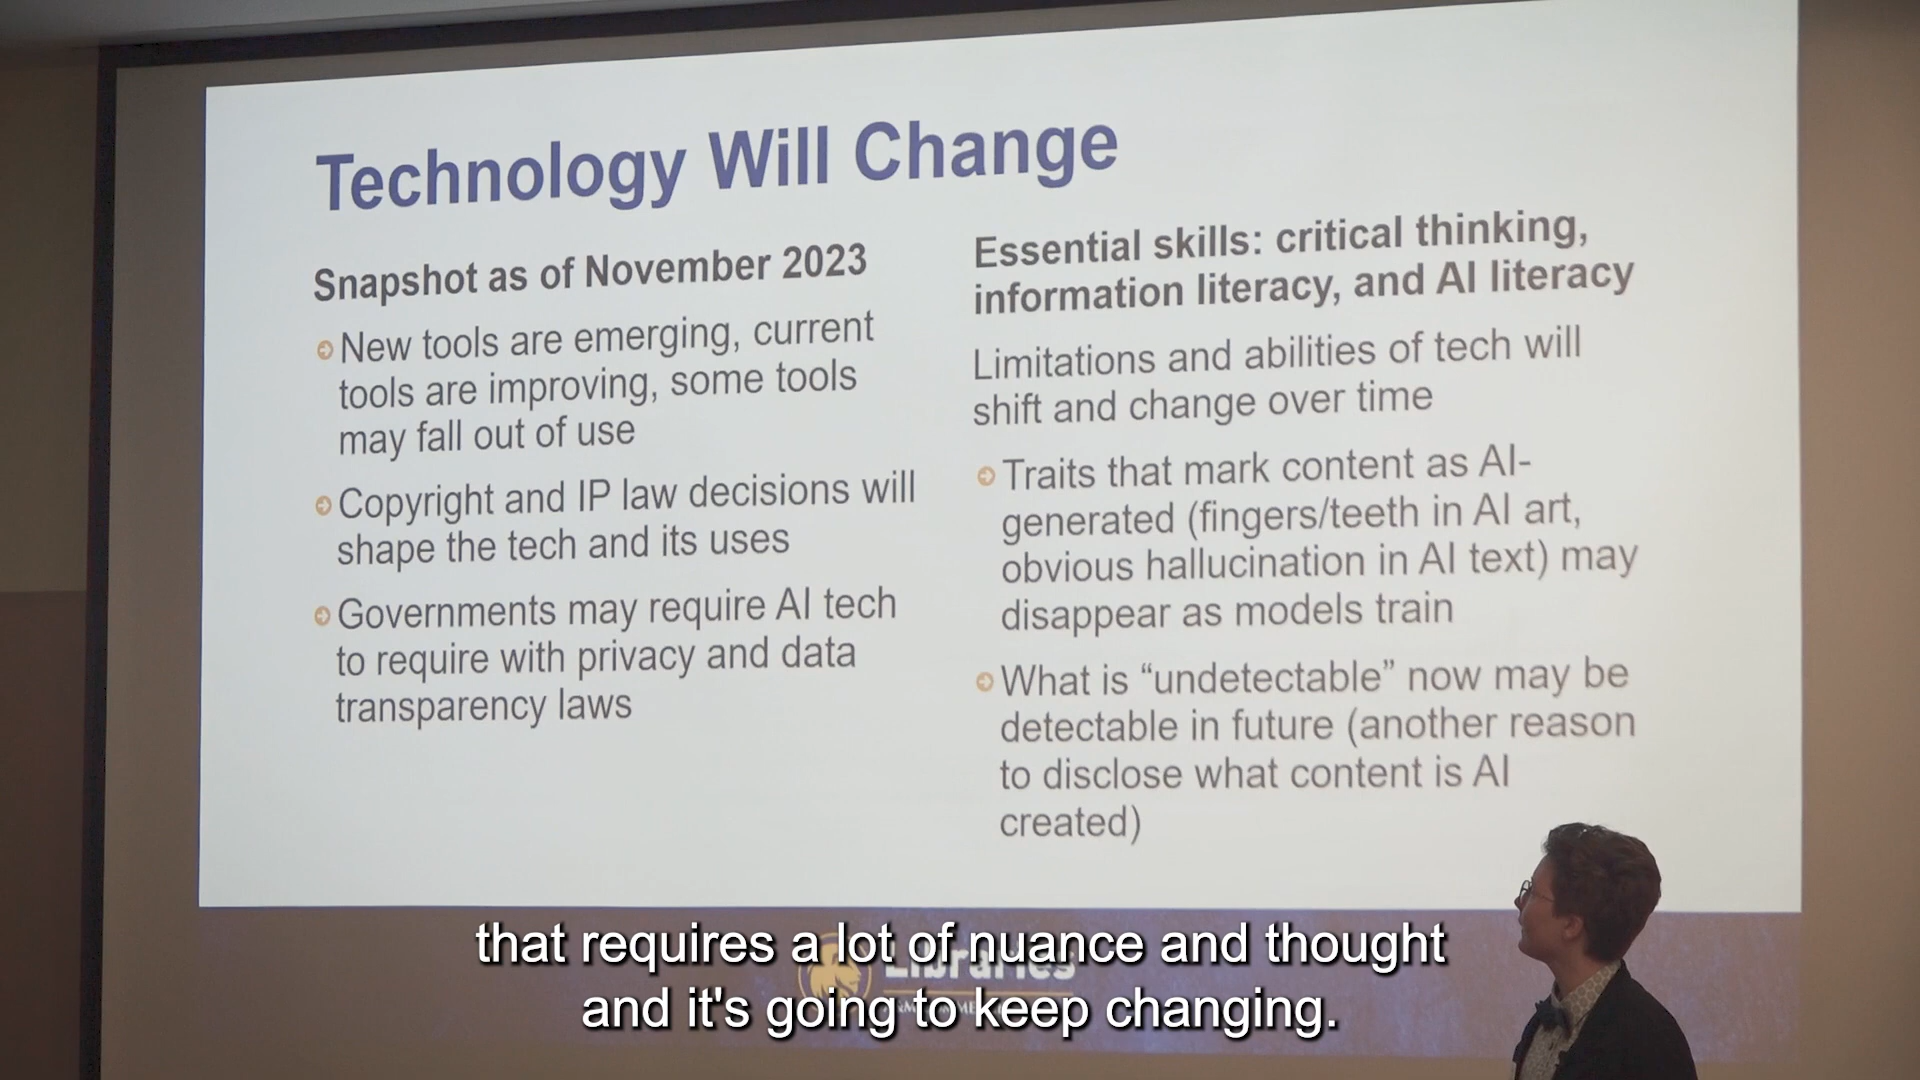 Technology Will Change
Snapshot as of November 2023
New tools are emerging, current
tools are improving, some tools
may fall out of use
Copyright and IP law decisions will
shape the tech and its uses
Governments may require AI tech
to require with privacy and data
transparency laws
Essential skills: critical thinking,
information literacy, and AI literacy
Limitations and abilities of tech will
shift and change over time
Traits that mark content as AI-
generated (fingers/teeth in AI art,
obvious hallucination in AI text) may
disappear as models train
What is “undetectable” now may be
detectable in future (another reason
to disclose what content is AI
created)
Libraries
that requires a lot of nuance and thought
and it's going to keep changing.